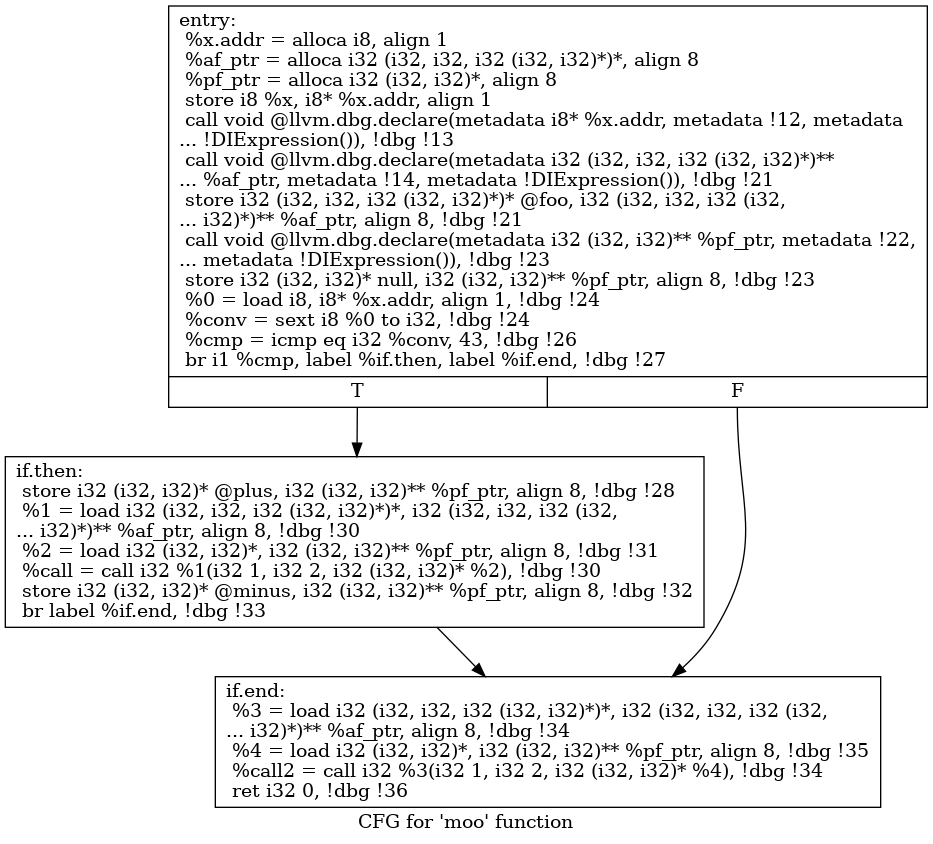 entry:
%x.addr = alloca i8, align 1
%af_ptr = alloca i32 (i32, i32, i32 (i32, i32)*)*, align 8
%pf_ptr = alloca i32 (i32, i32)*, align 8
store i8 %x, i8* %x.addr, align 1
call void @llvm.dbg.declare(metadata i8* %x.addr, metadata !12, metadata
... !DIExpression()), !dbg !13
call void @llvm.dbg.declare(metadata i32 (i32, i32, i32 (i32, i32)*)**
... %af_ptr, metadata !14, metadata !DIExpression()), !dbg !21
store i32 (i32, i32, i32 (i32, i32)*)* @foo, i32 (i32, i32, i32 (i32,
... i32)*)** %af_ptr, align 8, !dbg !21
call void @llvm.dbg.declare(metadata i32 (i32, i32)** %pf_ptr, metadata !22,
... metadata !DIExpression()), !dbg !23
store i32 (i32, i32)* null, i32 (i32, i32)** %pf_ptr, align 8, !dbg !23
%0 = load i8, i8* %x.addr, align 1, !dbg !24
%conv = sext i8 %0 to i32, !dbg !24
%cmp = icmp eq i32 %conv, 43, !dbg !26
br i1 %cmp, label %if.then, label %if.end, !dbg !27
T
F
if.then:
store i32 (i32, i32)* @plus, i32 (i32, i32)** %pf_ptr, align 8, !dbg !28
%1 = load i32 (i32, i32, i32 (i32, i32)*)*, i32 (i32, i32, i32 (i32,
... i32)*)** %af_ptr, align 8, !dbg !30
%2 = load i32 (i32, i32)*, i32 (i32, i32)** %pf_ptr, align 8, !dbg !31
%call = call i32 %1(i32 1, i32 2, i32 (i32, i32)* %2), !dbg !30
store i32 (i32, i32)* @minus, i32 (i32, i32)** %pf_ptr, align 8, !dbg !32
br label %if.end, !dbg !33
if.end:
%3 = load i32 (i32, i32, i32 (i32, i32)*)*, i32 (i32, i32, i32 (i32,
... i32)*)** %af_ptr, align 8, !dbg !34
%4 = load i32 (i32, i32)*, i32 (i32, i32)** %pf_ptr, align 8, !dbg !35
%call2 = call i32 %3(i32 1, i32 2, i32 (i32, i32)* %4), !dbg !34
ret i32 0, !dbg !36
CFG for 'moo' function